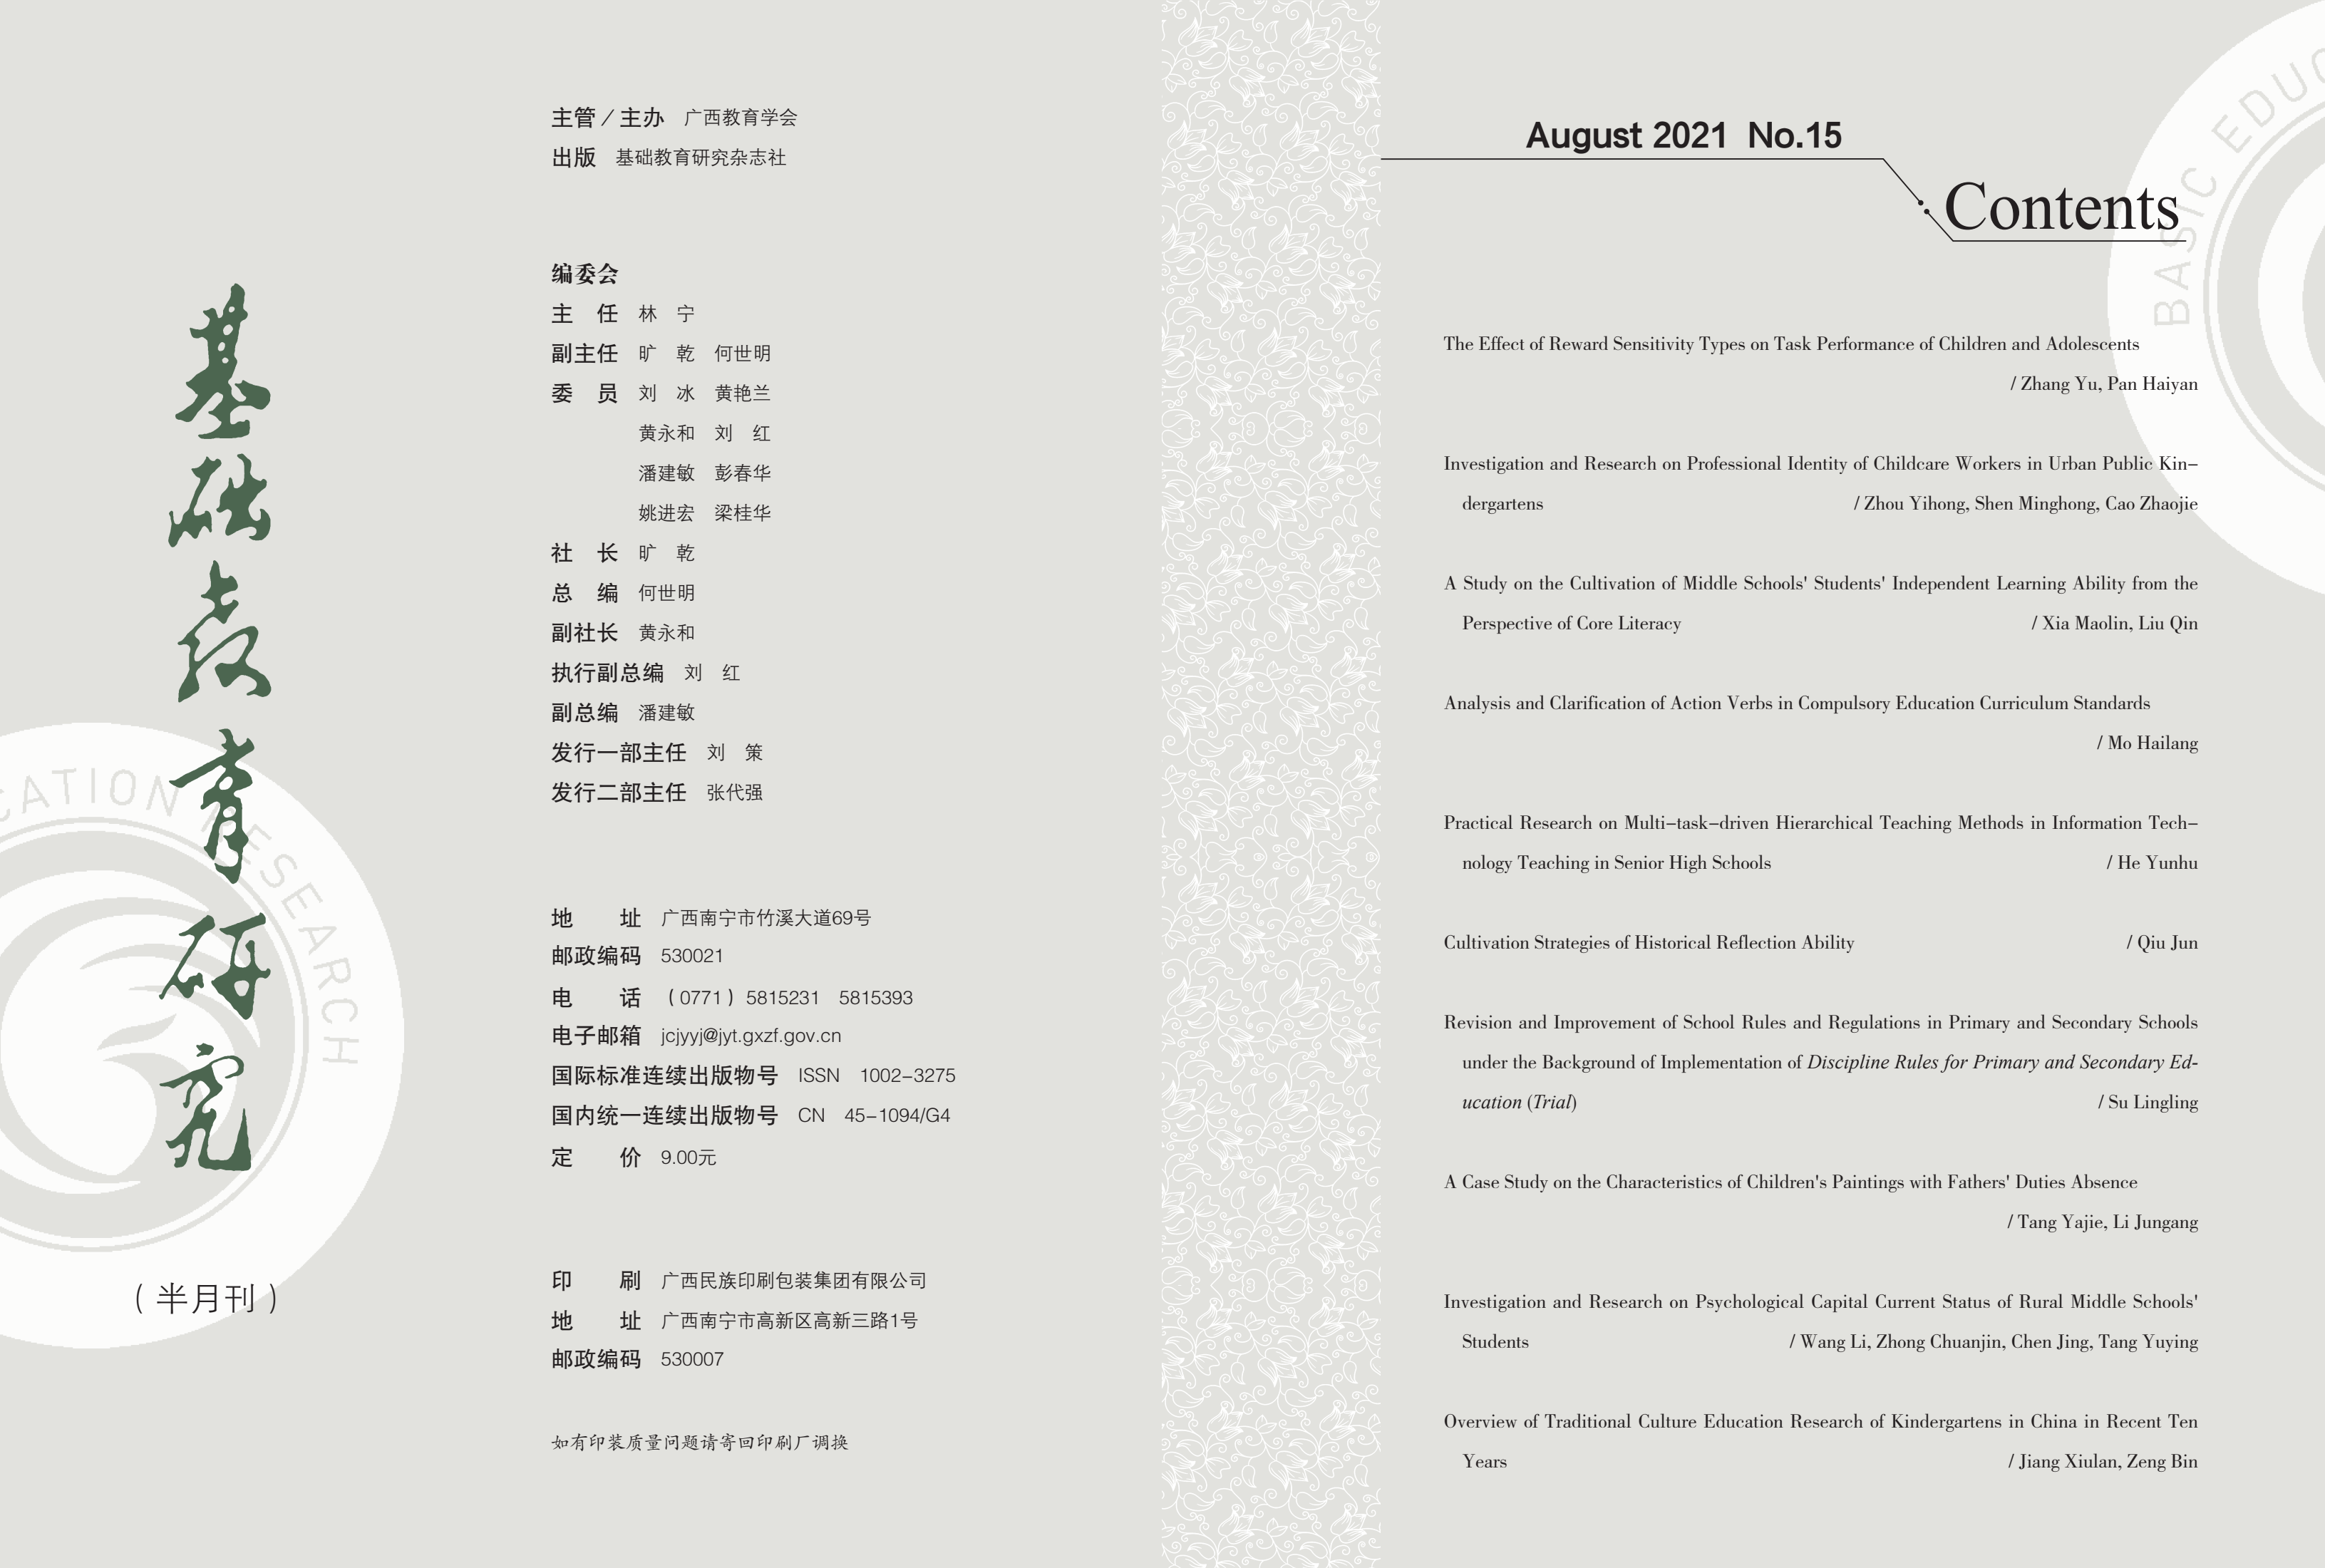 基础教育研究
（半月刊）
CATION RESEARCH
主管／主办 广西教育学会
出版 基础教育研究杂志社
编委会
主 任 林 宁
副主任 旷 乾 何世明
委 员 刘 冰 黄艳兰
黄永和 刘 红
潘建敏 彭春华
姚进宏 梁桂华
社 长 旷 乾
总 编 何世明
副社长 黄永和
执行副总编 刘 红
副总编 潘建敏
发行一部主任 刘 策
发行二部主任 张代强
地 址 广西南宁市竹溪大道69号
邮政编码 530021
电 话 （0771）5815231 5815393
电子邮箱 jcjyyj@jyt.gxzf.gov.cn
国际标准连续出版物号 ISSN 1002-3275
国内统一连续出版物号 CN 45-1094/G4
定 价 9.00元
印 刷 广西民族印刷包装集团有限公司
地 址 广西南宁市高新区高新三路1号
邮政编码 530007
如有印装质量问题请寄回印刷厂调换
August 2021 No.15
Contents
BASIC EDUC
The Effect of Reward Sensitivity Types on Task Performance of Children and Adolescents
/ Zhang Yu, Pan Haiyan
Investigation and Research on Professional Identity of Childcare Workers in Urban Public Kin-
dergartens / Zhou Yihong, Shen Minghong, Cao Zhaojie
A Study on the Cultivation of Middle Schools' Students' Independent Learning Ability from the
Perspective of Core Literacy / Xia Maolin, Liu Qin
Analysis and Clarification of Action Verbs in Compulsory Education Curriculum Standards
/ Mo Hailang
Practical Research on Multi-task-driven Hierarchical Teaching Methods in Information Tech-
nology Teaching in Senior High Schools / He Yunhu
Cultivation Strategies of Historical Reflection Ability / Qiu Jun
Revision and Improvement of School Rules and Regulations in Primary and Secondary Schools
under the Background of Implementation of Discipline Rules for Primary and Secondary Ed-
ucation (Trial) / Su Lingling
A Case Study on the Characteristics of Children's Paintings with Fathers' Duties Absence
/ Tang Yajie, Li Jungang
Investigation and Research on Psychological Capital Current Status of Rural Middle Schools'
Students / Wang Li, Zhong Chuanjin, Chen Jing, Tang Yuying
Overview of Traditional Culture Education Research of Kindergartens in China in Recent Ten
Years / Jiang Xiulan, Zeng Bin